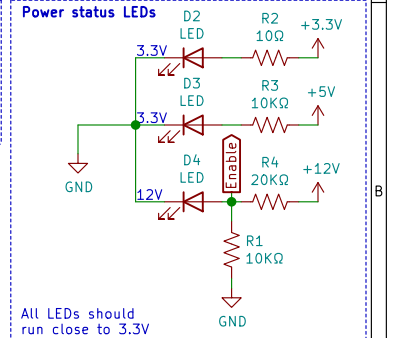 Power status LEDs
D2
LED
R2
10Ω
+3.3V
3.3V
D3
LED
R3
10KΩ
+5V
3.3V
GND
D4
LED
Enable
R4
20KΩ
+12V
12V
B
R1
10KΩ
GND
All LEDs should
run close to 3.3V